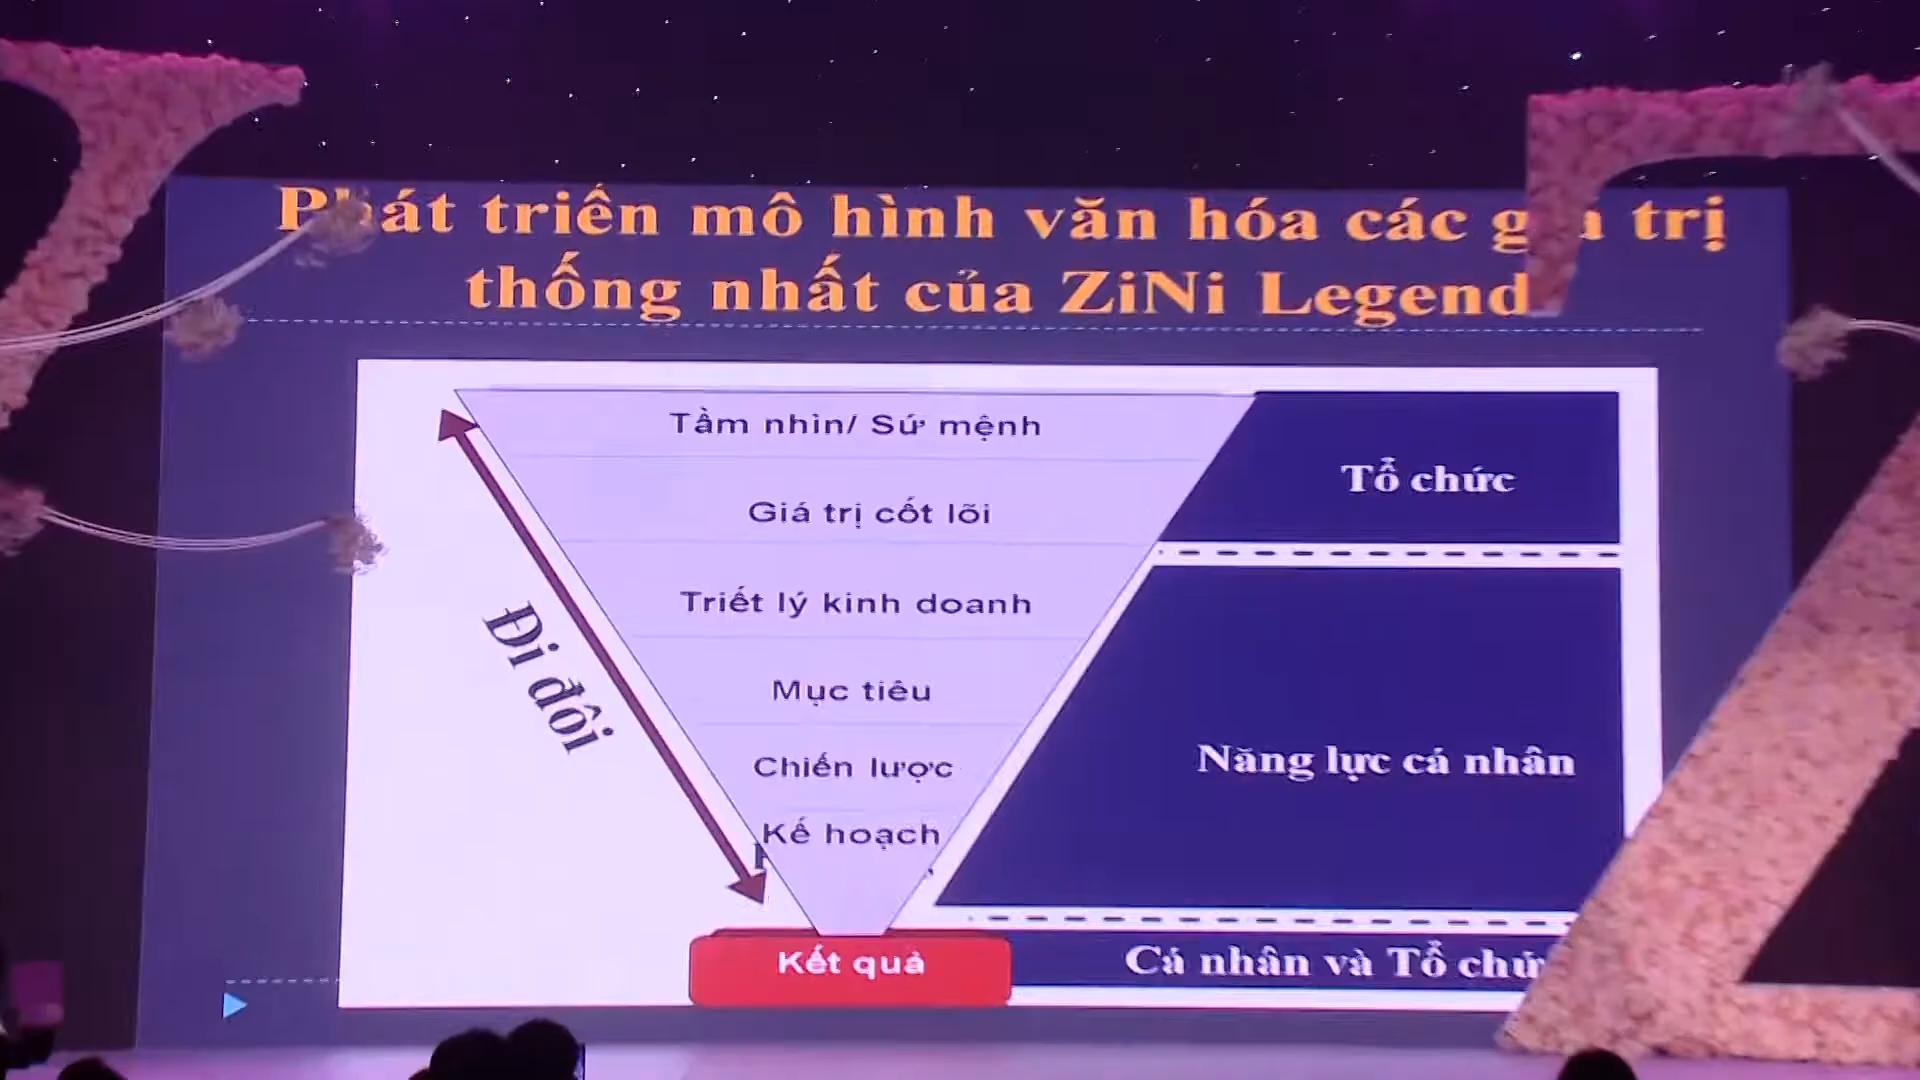 Phát triển mô hình văn hóa các giá trị
thống nhất của ZiNi Legend
Tầm nhìn/ Sứ mệnh
Giá trị cốt lõi
Triết lý kinh doanh
Mục tiêu
Chiến lược
Kế hoạch
Kết quả
Đi đôi
Tổ chức
Năng lực cá nhân
Cá nhân và Tổ chức